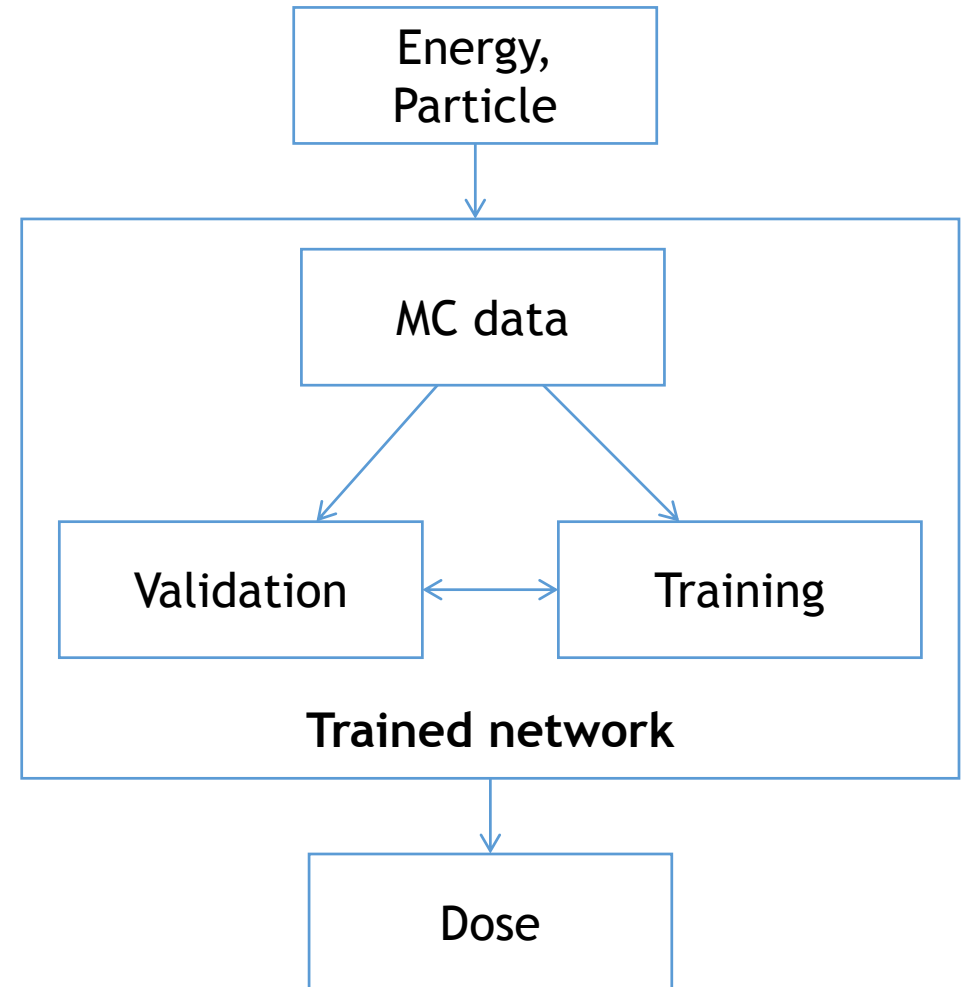 Energy,
Particle
MC data
Validation
Training
Trained network
Dose